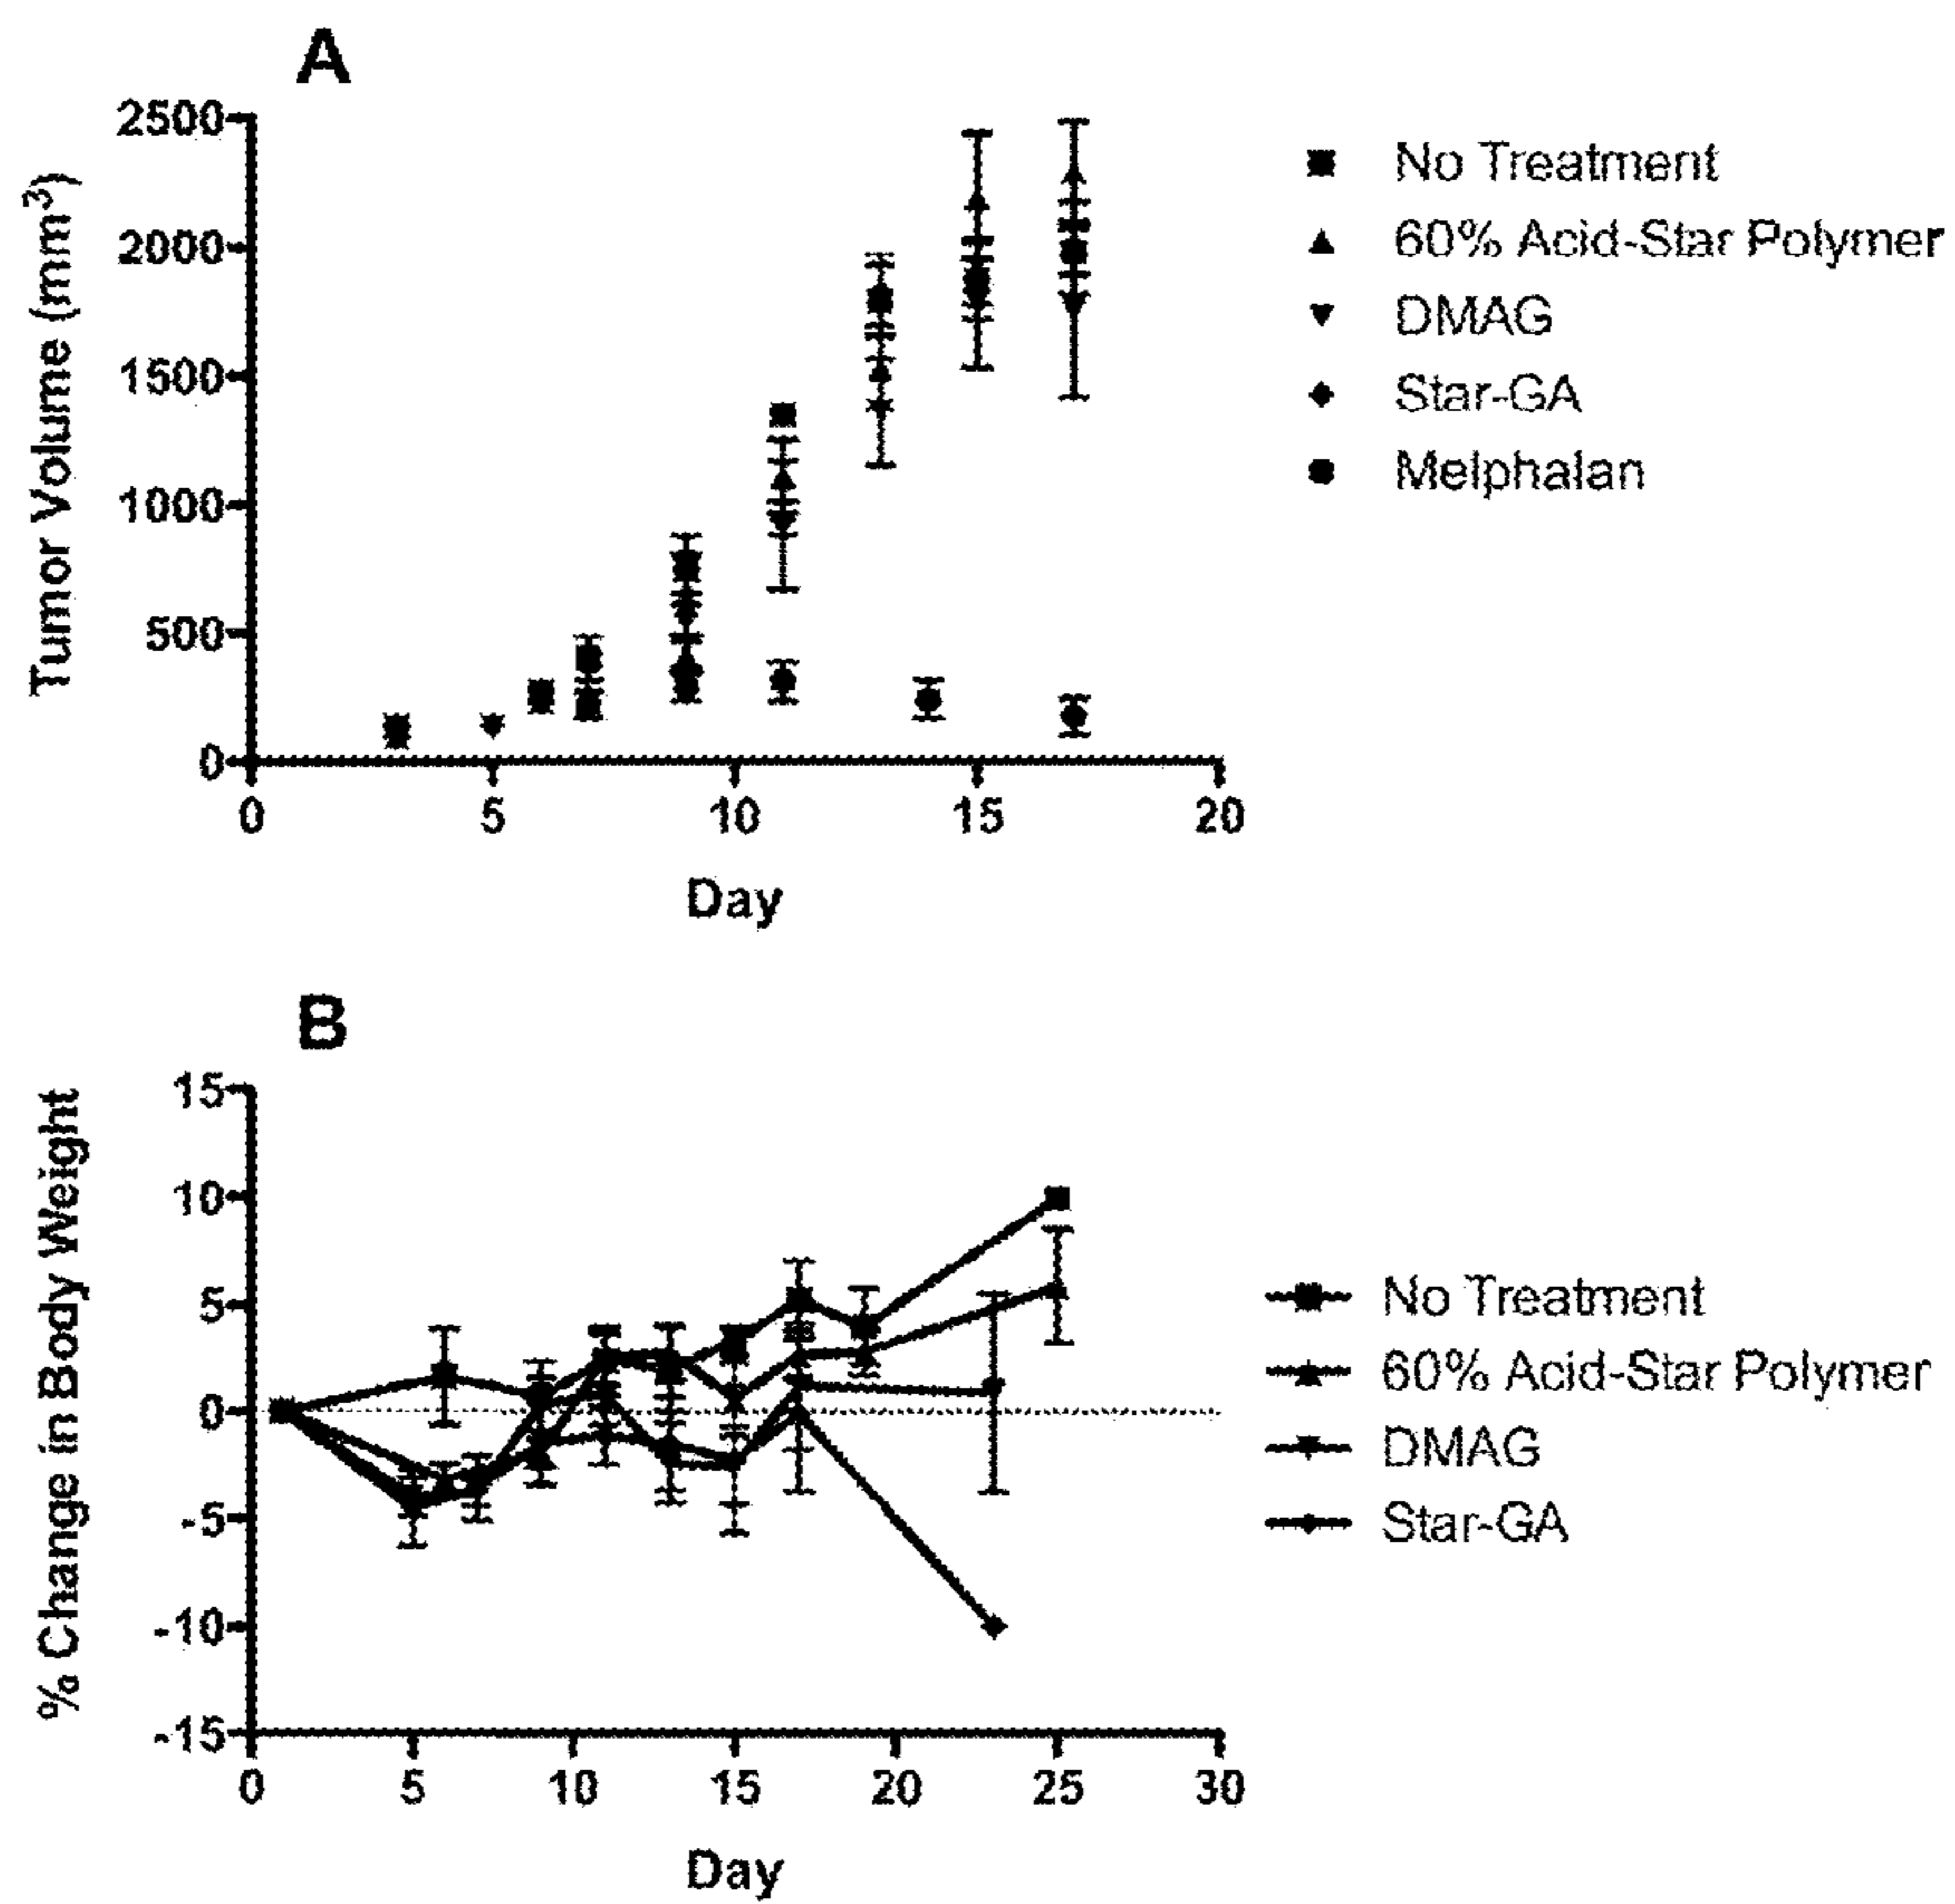 A
2500
2000
1500
1000
500
0
Tumor Volume (mm³)
0 5 10 15 20
Day
No Treatment
60% Acid-Star Polymer
DMAG
Star-GA
Melphalan
B
15
10
5
0
-5
-10
-15
% Change in Body Weight
0 5 10 15 20 25 30
Day
No Treatment
60% Acid-Star Polymer
DMAG
Star-GA